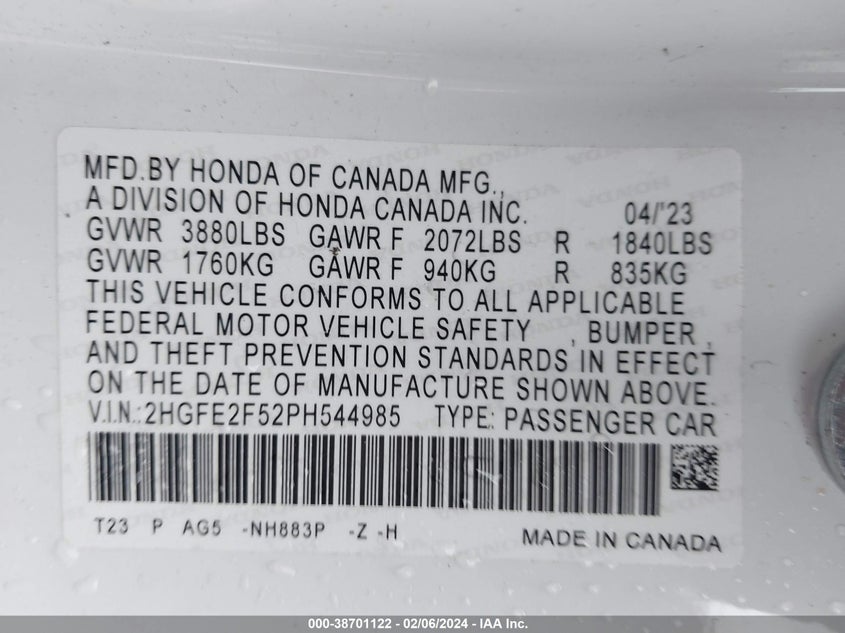 MFD.BY HONDA OF CANADA MFG.,
A DIVISION OF HONDA CANADA INC. 04/'23
GVWR 3880LBS GAWR F 2072LBS R 1840LBS
GVWR 1760KG GAWR F 940KG R 835KG
THIS VEHICLE CONFORMS TO ALL APPLICABLE
FEDERAL MOTOR VEHICLE SAFETY , BUMPER ,
AND THEFT PREVENTION STANDARDS IN EFFECT
ON THE DATE OF MANUFACTURE SHOWN ABOVE.
V.I.N.:2HGFE2F52PH544985 TYPE: PASSENGER CAR
T23 P AG5 -NH883P -Z -H MADE IN CANADA
000-38701122 - 02/06/2024 - IAA Inc.